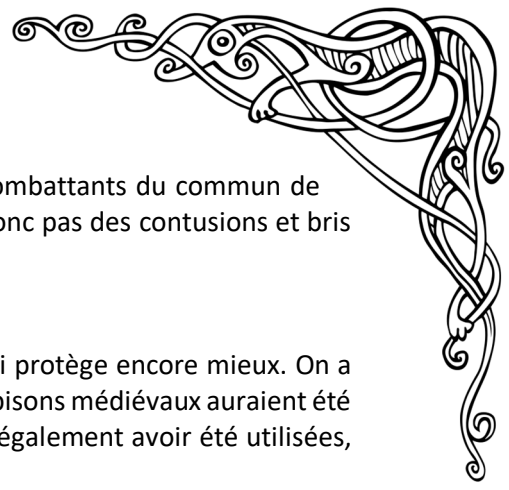 ombattants du commun de
onc pas des contusions et bris
i protège encore mieux. On a
oisons médiévaux auraient été
également avoir été utilisées,